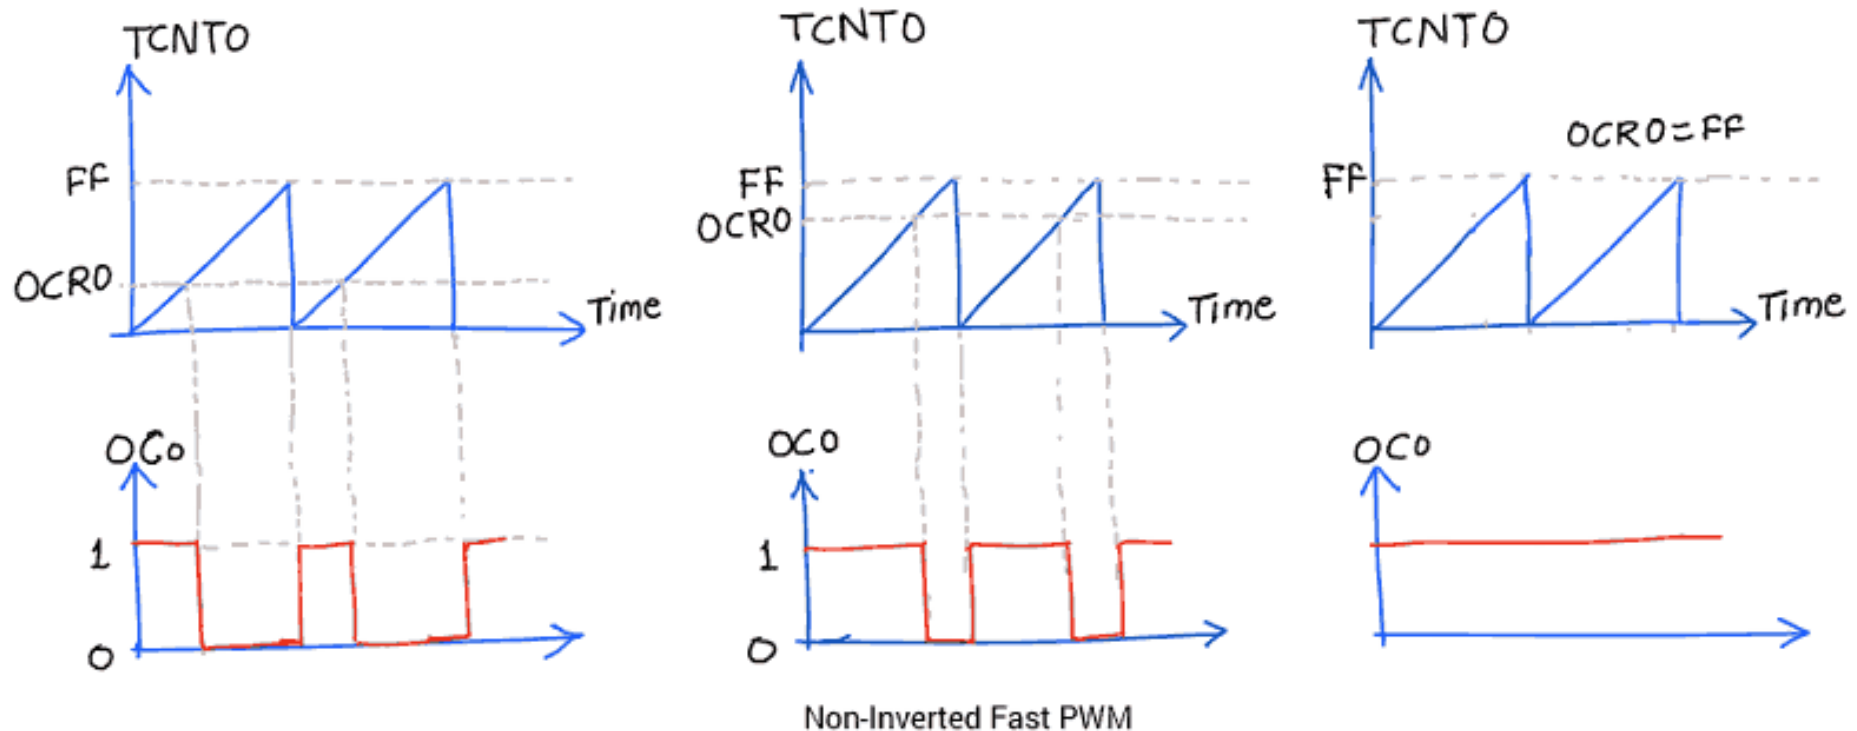 TCNT0
FF
OCR0
Time
OC0
1
0
TCNT0
FF
OCR0
Time
OC0
1
0
TCNT0
OCR0=FF
FF
Time
OC0
Non-Inverted Fast PWM